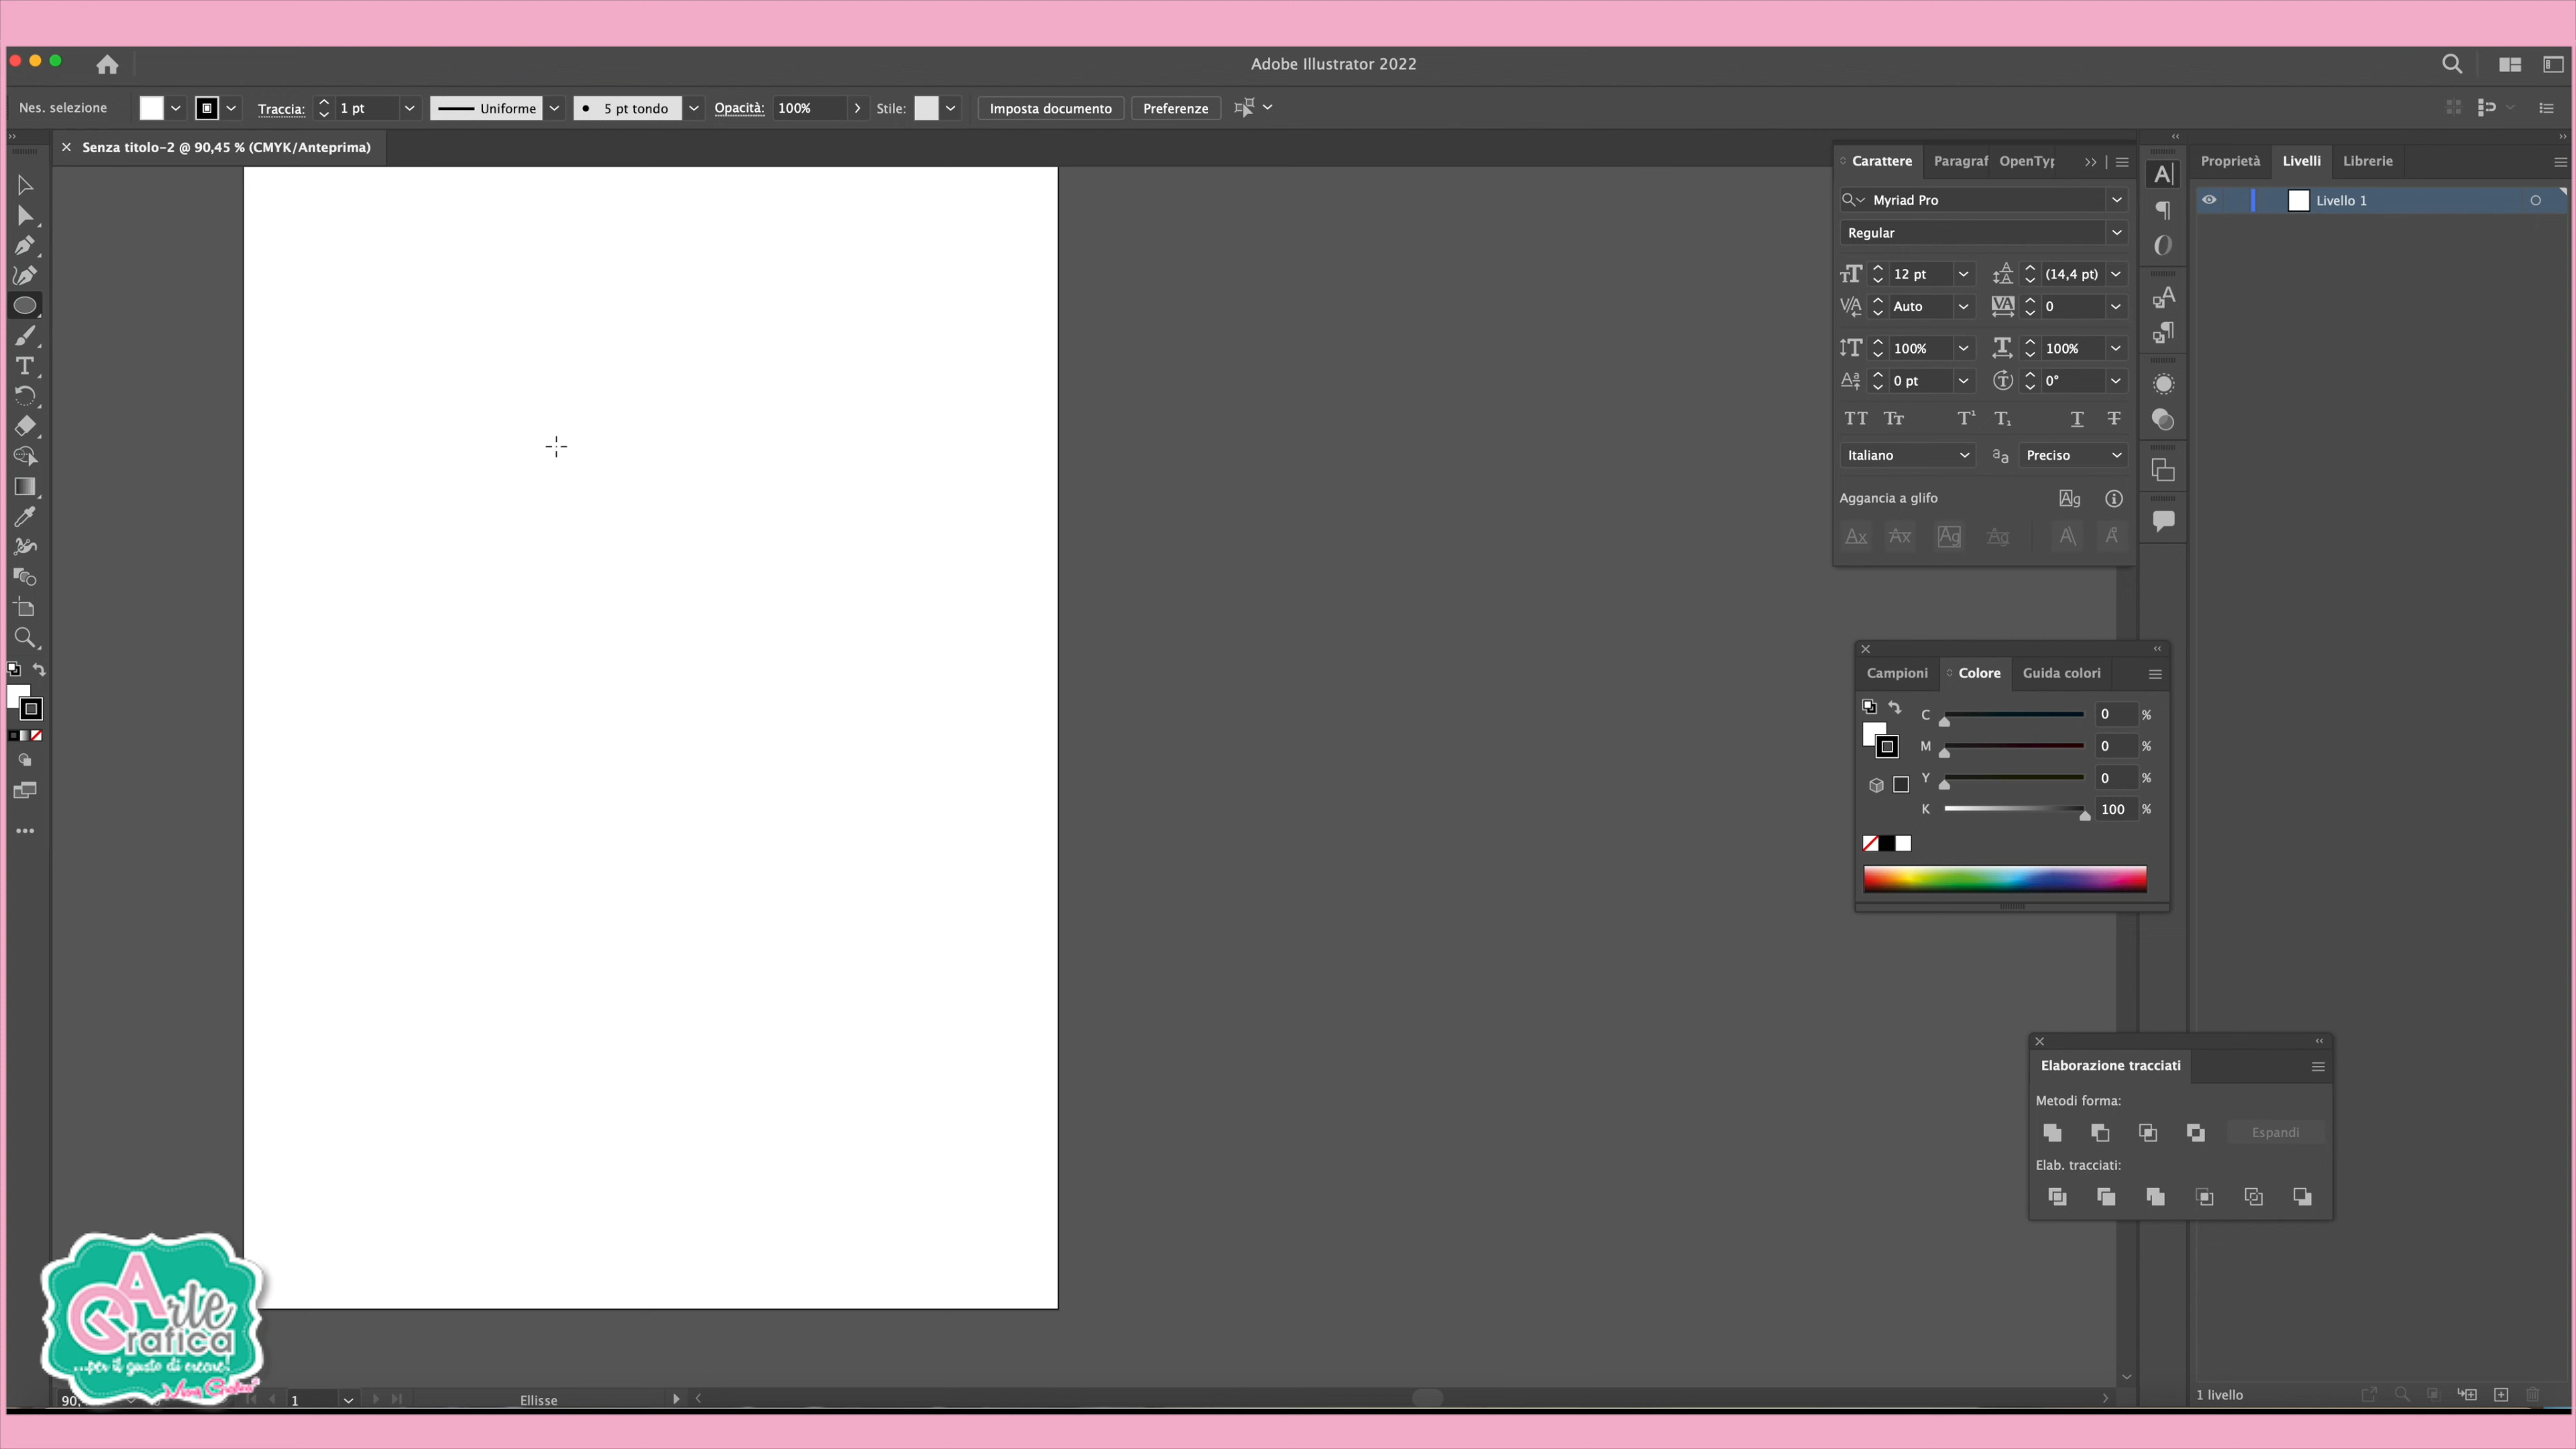 Adobe Illustrator 2022
Nes. selezione Traccia: 1 pt Uniforme 5 pt tondo Opacità: 100% Stile: Imposta documento Preferenze
Senza titolo-2 @ 90,45 % (CMYK/Anteprima)
Carattere Paragraf OpenTyp
Myriad Pro
Regular
12 pt (14,4 pt)
Auto 0
100% 100%
0 pt 0°
Italiano Preciso
Aggancia a glifo
Proprietà Livelli Librerie
Livello 1
Campioni Colore Guida colori
C 0 %
M 0 %
Y 0 %
K 100 %
Elaborazione tracciati
Metodi forma:
Espandi
Elab. tracciati:
Arte
Grafica
...per il gusto di creare!
90, 1 Ellisse
1 livello